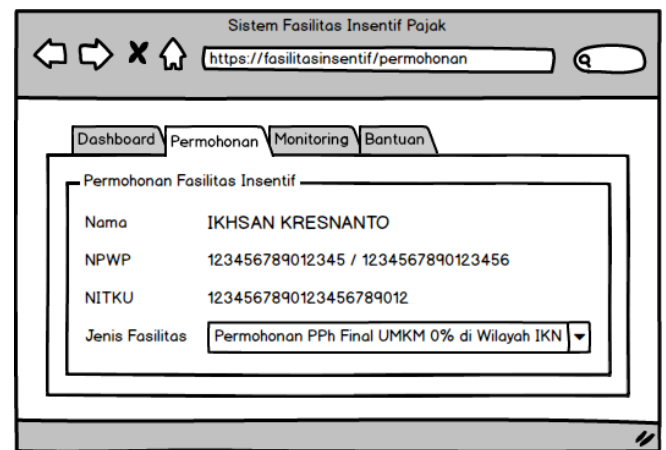 Sistem Fasilitas Insentif Pajak
https://fasilitasinsentif/permohonan
Dashboard Permohonan Monitoring Bantuan
Permohonan Fasilitas Insentif
Nama IKHSAN KRESNANTO
NPWP 123456789012345 / 1234567890123456
NITKU 1234567890123456789012
Jenis Fasilitas Permohonan PPh Final UMKM 0% di Wilayah IKN